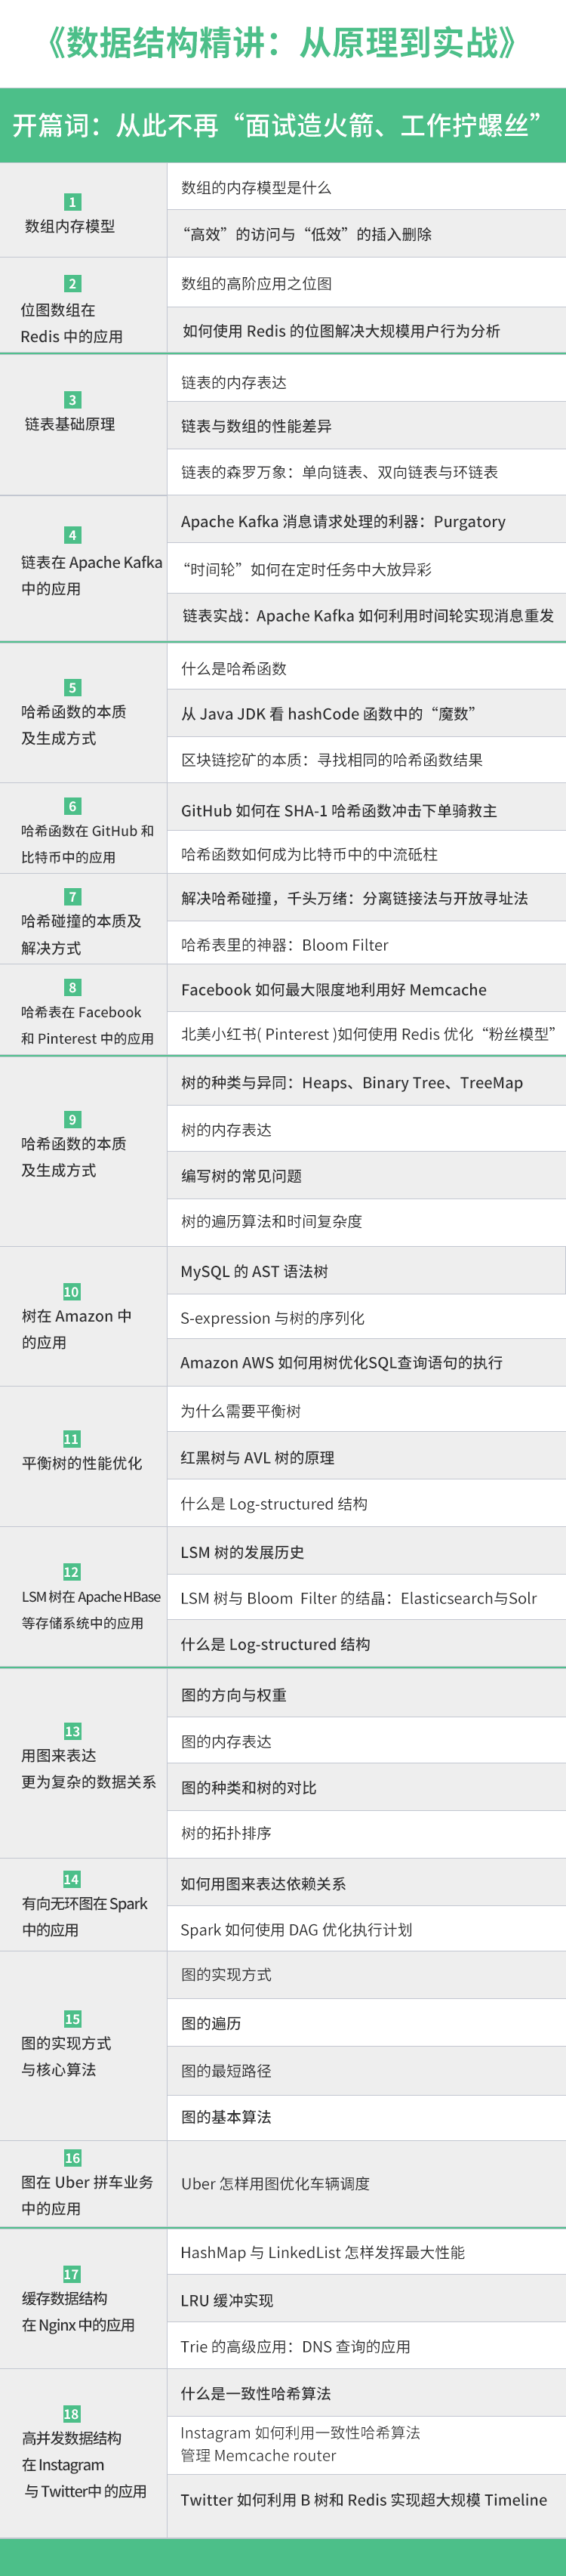 《数据结构精讲：从原理到实战》
开篇词：从此不再“面试造火箭、工作拧螺丝”
1
数组内存模型
数组的内存模型是什么
“高效”的访问与“低效”的插入删除
2
位图数组在
Redis 中的应用
数组的高阶应用之位图
如何使用 Redis 的位图解决大规模用户行为分析
3
链表基础原理
链表的内存表达
链表与数组的性能差异
链表的森罗万象：单向链表、双向链表与环链表
4
链表在 Apache Kafka
中的应用
Apache Kafka 消息请求处理的利器：Purgatory
“时间轮”如何在定时任务中大放异彩
链表实战：Apache Kafka 如何利用时间轮实现消息重发
5
哈希函数的本质
及生成方式
什么是哈希函数
从 Java JDK 看 hashCode 函数中的“魔数”
区块链挖矿的本质：寻找相同的哈希函数结果
6
哈希函数在 GitHub 和
比特币中的应用
GitHub 如何在 SHA-1 哈希函数冲击下单骑救主
哈希函数如何成为比特币中的中流砥柱
7
哈希碰撞的本质及
解决方式
解决哈希碰撞，千头万绪：分离链接法与开放寻址法
哈希表里的神器：Bloom Filter
8
哈希表在 Facebook
和 Pinterest 中的应用
Facebook 如何最大限度地利用好 Memcache
北美小红书( Pinterest )如何使用 Redis 优化“粉丝模型”
9
哈希函数的本质
及生成方式
树的种类与异同：Heaps、Binary Tree、TreeMap
树的内存表达
编写树的常见问题
树的遍历算法和时间复杂度
10
树在 Amazon 中
的应用
MySQL 的 AST 语法树
S-expression 与树的序列化
Amazon AWS 如何用树优化SQL查询语句的执行
11
平衡树的性能优化
为什么需要平衡树
红黑树与 AVL 树的原理
什么是 Log-structured 结构
12
LSM树在 Apache HBase
等存储系统中的应用
LSM 树的发展历史
LSM 树与 Bloom Filter 的结晶：Elasticsearch与Solr
什么是 Log-structured 结构
13
用图来表达
更为复杂的数据关系
图的方向与权重
图的内存表达
图的种类和树的对比
树的拓扑排序
14
有向无环图在 Spark
中的应用
如何用图来表达依赖关系
Spark 如何使用 DAG 优化执行计划
15
图的实现方式
与核心算法
图的实现方式
图的遍历
图的最短路径
图的基本算法
16
图在 Uber 拼车业务
中的应用
Uber 怎样用图优化车辆调度
17
缓存数据结构
在 Nginx 中的应用
HashMap 与 LinkedList 怎样发挥最大性能
LRU 缓冲实现
Trie 的高级应用：DNS 查询的应用
18
高并发数据结构
在 Instagram
与 Twitter中的应用
什么是一致性哈希算法
Instagram 如何利用一致性哈希算法
管理 Memcache router
Twitter 如何利用 B 树和 Redis 实现超大规模 Timeline